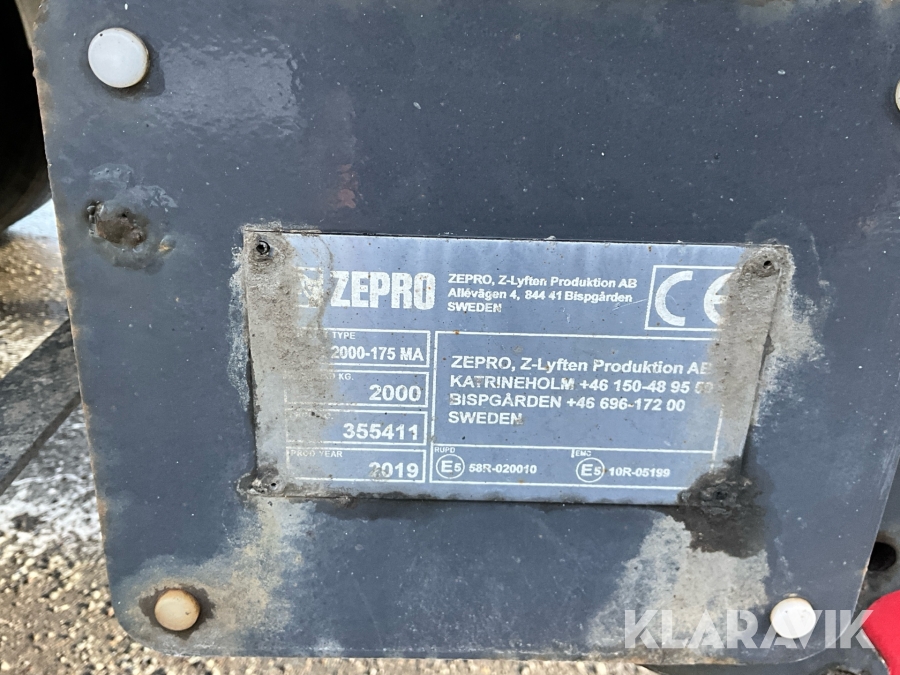 ZEPRO
ZEPRO, Z-Lyften Produktion AB
Allévägen 4, 844 41 Bispgården
SWEDEN
CE
TYPE
2000-175 MA
KG.
2000
355411
PROD YEAR
2019
ZEPRO, Z-Lyften Produktion AB
KATRINEHOLM +46 150-48 95
BISPGÅRDEN +46 696-172 00
SWEDEN
RUPD
E5 58R-020010
EMC
E5 10R-05199
KLARAVIK